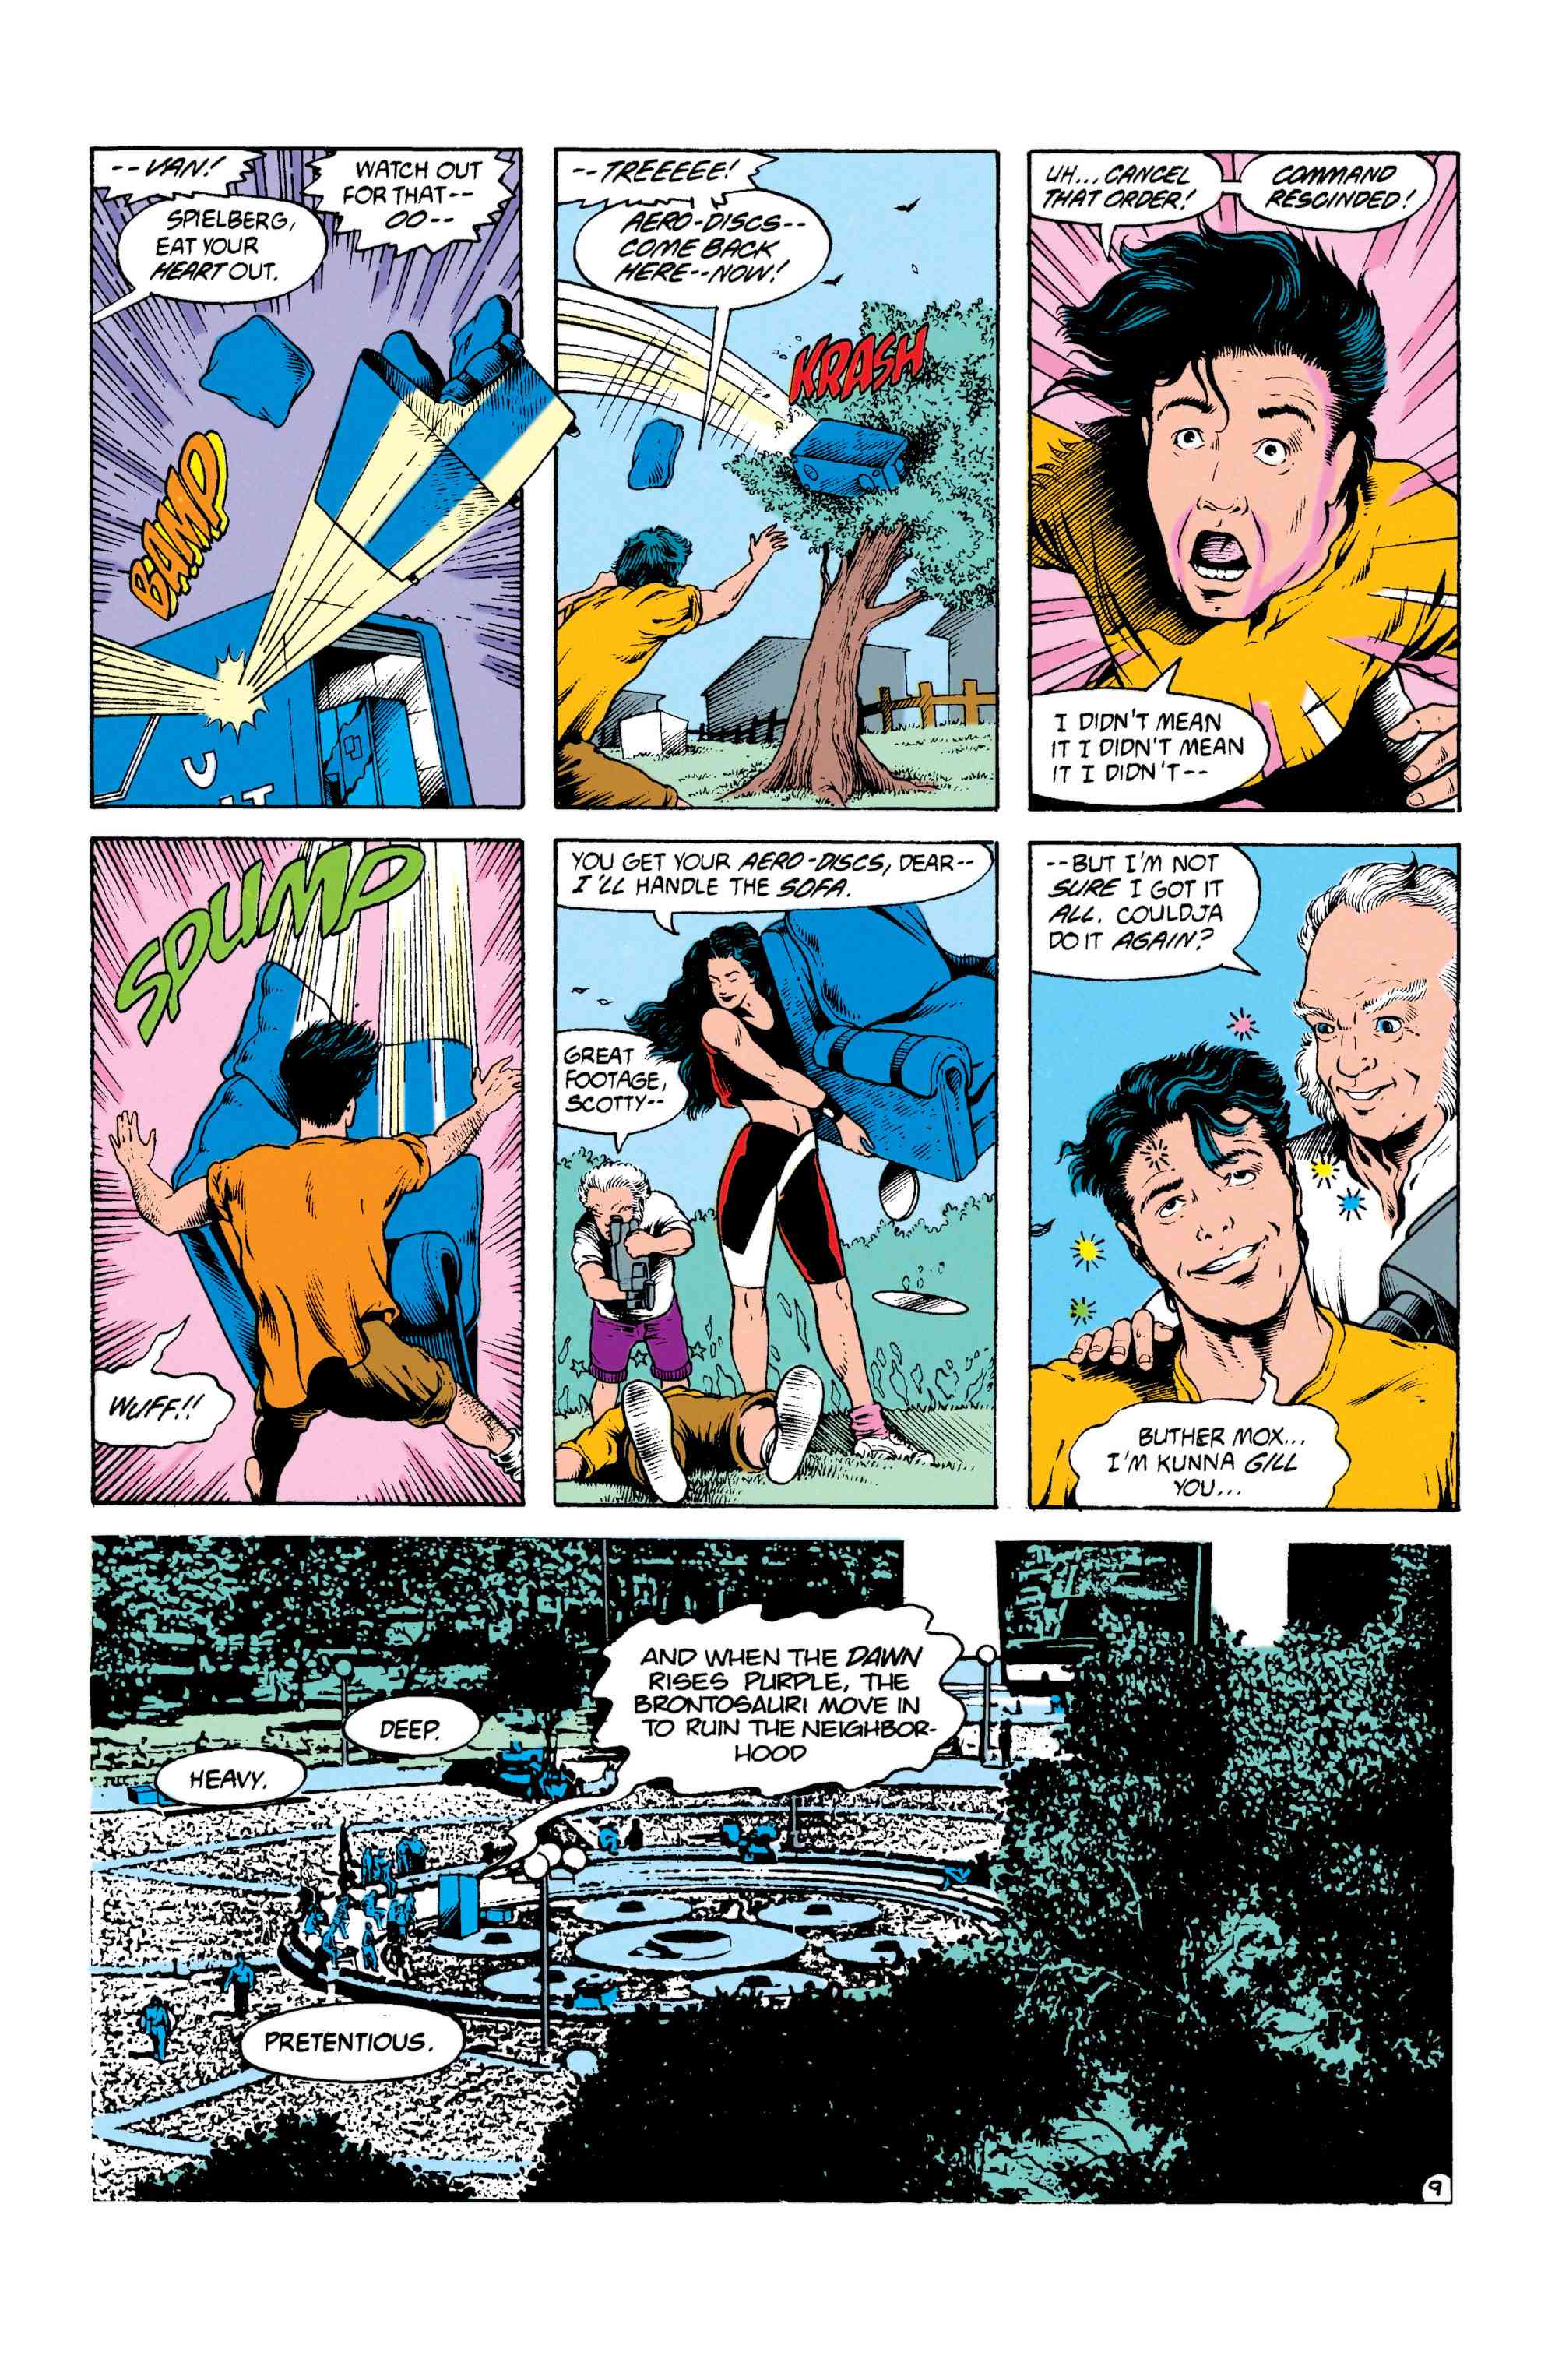 --VAN!
WATCH OUT
FOR THAT--
OO--
SPIELBERG,
EAT YOUR
HEART OUT.
BAMP
U
IT
--TREEEEE!
AERO-DISCS--
COME BACK
HERE--NOW!
KRASH
UH...CANCEL
THAT ORDER!
COMMAND
RESCINDED!
I DIDN'T MEAN
IT I DIDN'T MEAN
IT I DIDN'T--
SPUMP
WUFF!!
YOU GET YOUR AERO-DISCS, DEAR--
I'LL HANDLE THE SOFA.
GREAT
FOOTAGE,
SCOTTY--
--BUT I'M NOT
SURE I GOT IT
ALL. COULDJA
DO IT AGAIN?
BUTHER MOX...
I'M KUNNA GILL
YOU...
AND WHEN THE DAWN
RISES PURPLE, THE
BRONTOSAURI MOVE IN
TO RUIN THE NEIGHBOR-
HOOD
DEEP.
HEAVY.
PRETENTIOUS.
9